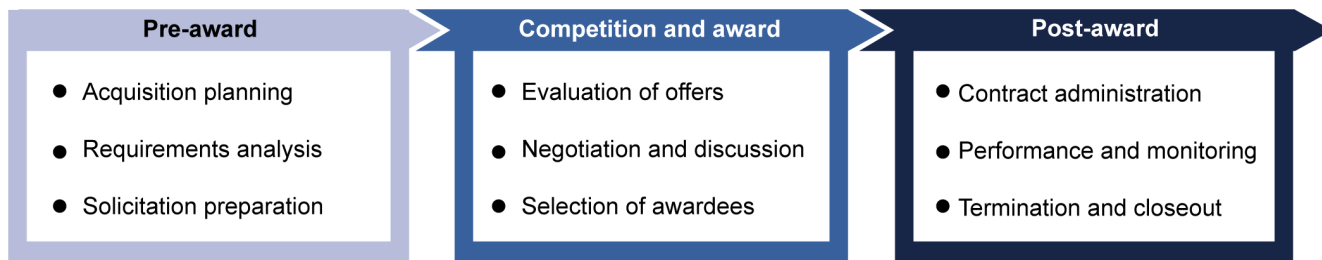 Pre-award
● Acquisition planning
● Requirements analysis
● Solicitation preparation
Competition and award
● Evaluation of offers
● Negotiation and discussion
● Selection of awardees
Post-award
● Contract administration
● Performance and monitoring
● Termination and closeout